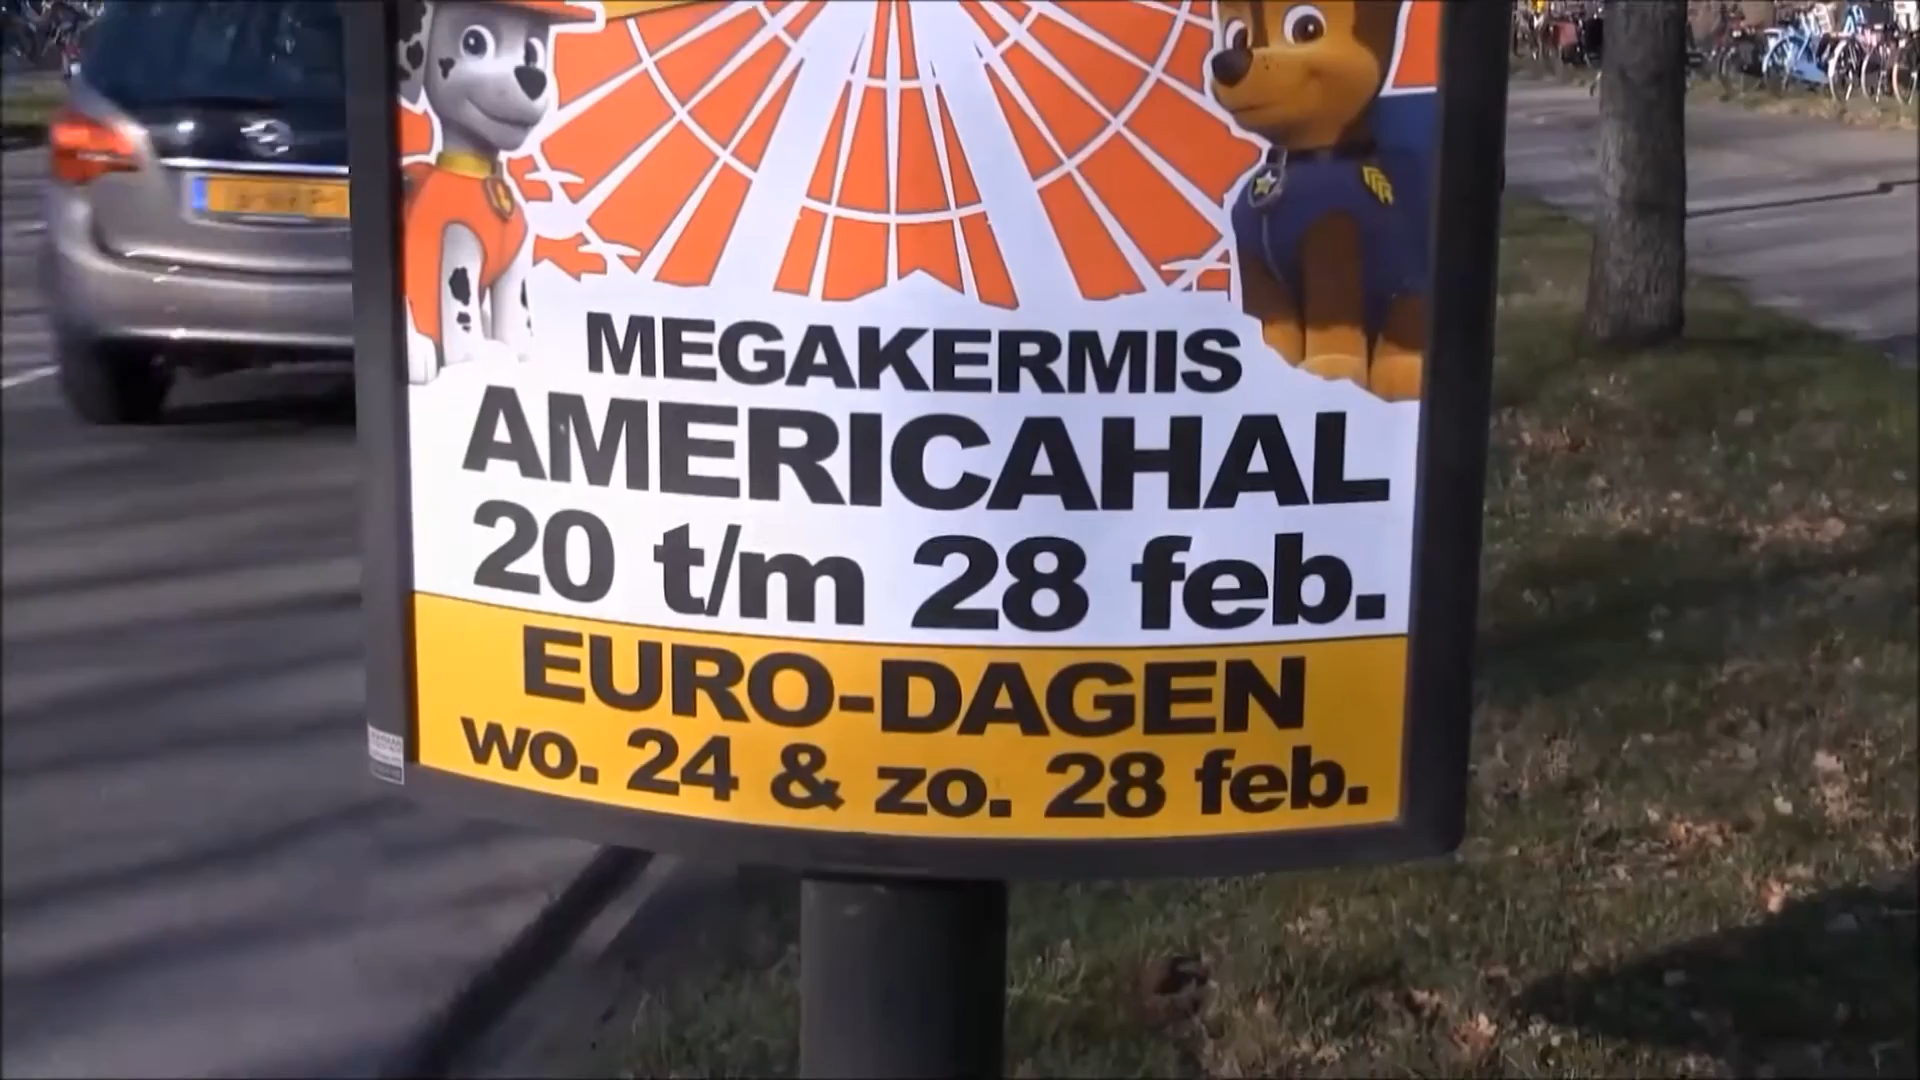 MEGAKERMIS
AMERICAHAL
20 t/m 28 feb.
EURO-DAGEN
wo. 24 & zo. 28 feb.